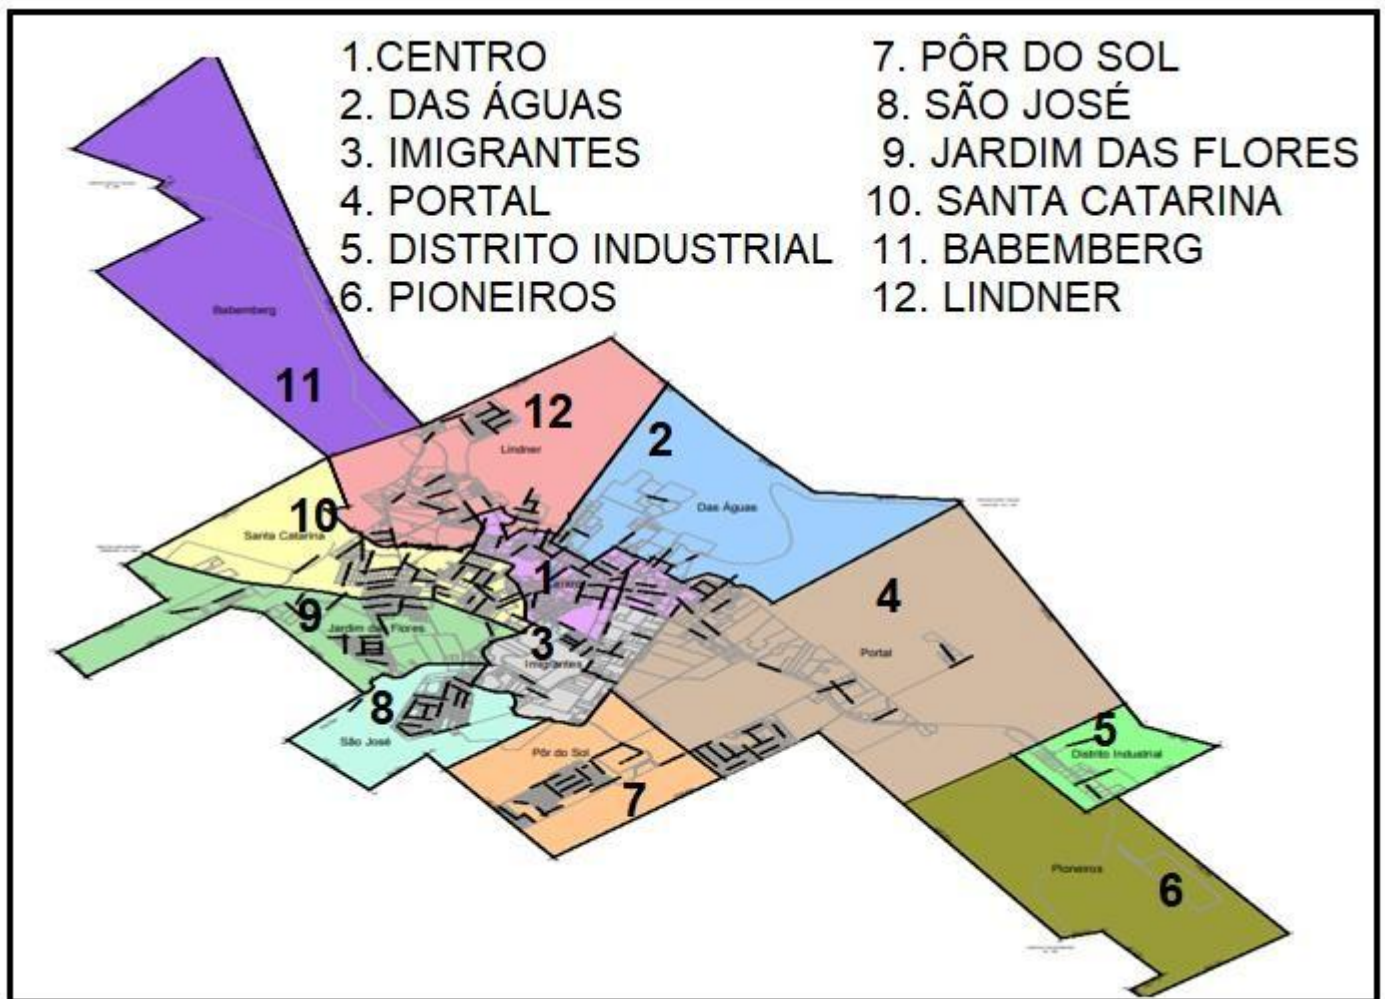 1.CENTRO
2. DAS ÁGUAS
3. IMIGRANTES
4. PORTAL
5. DISTRITO INDUSTRIAL
6. PIONEIROS
7. PÔR DO SOL
8. SÃO JOSÉ
9. JARDIM DAS FLORES
10. SANTA CATARINA
11. BABEMBERG
12. LINDNER
Babemberg
11
12
Lindner
2
Das Águas
10
Santa Catarina
1
Centro
4
Portal
9
Jardim das Flores
3
Imigrantes
8
São José
5
Distrito Industrial
Pôr do Sol
7
Pioneiros
6